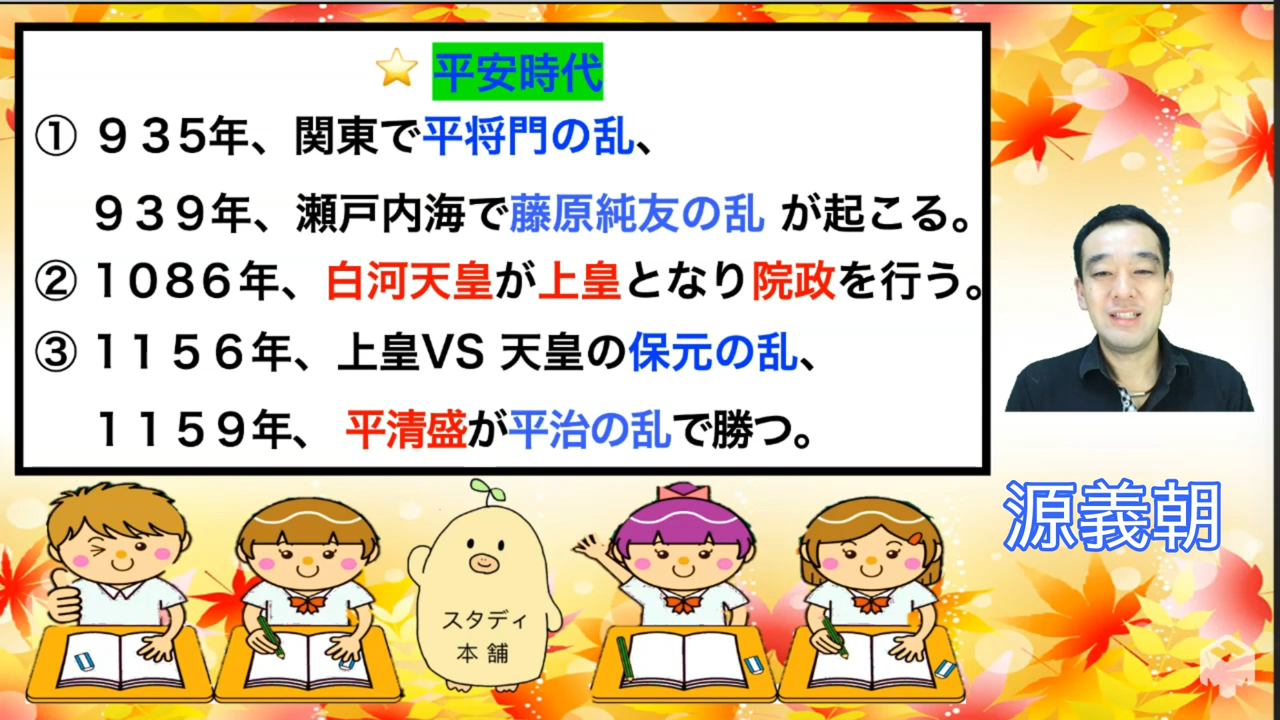 平安時代
① ９３5年、関東で平将門の乱、
９３９年、瀬戸内海で藤原純友の乱 が起こる。
② 1０８６年、白河天皇が上皇となり院政を行う。
③ 1１５６年、上皇VS 天皇の保元の乱、
１１５９年、 平清盛が平治の乱で勝つ。
源義朝
スタディ
本 舗